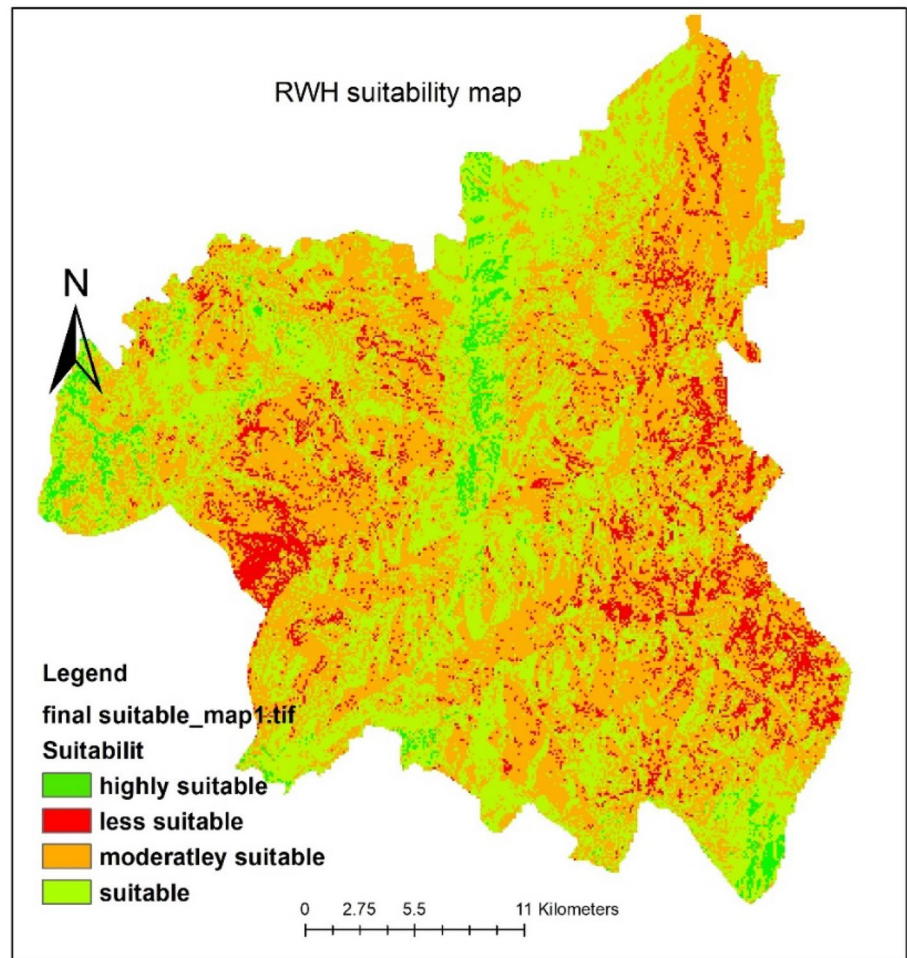 RWH suitability map
N
Legend
final suitable_map1.tif
Suitabilit
highly suitable
less suitable
moderatley suitable
suitable
0 2.75 5.5 11 Kilometers